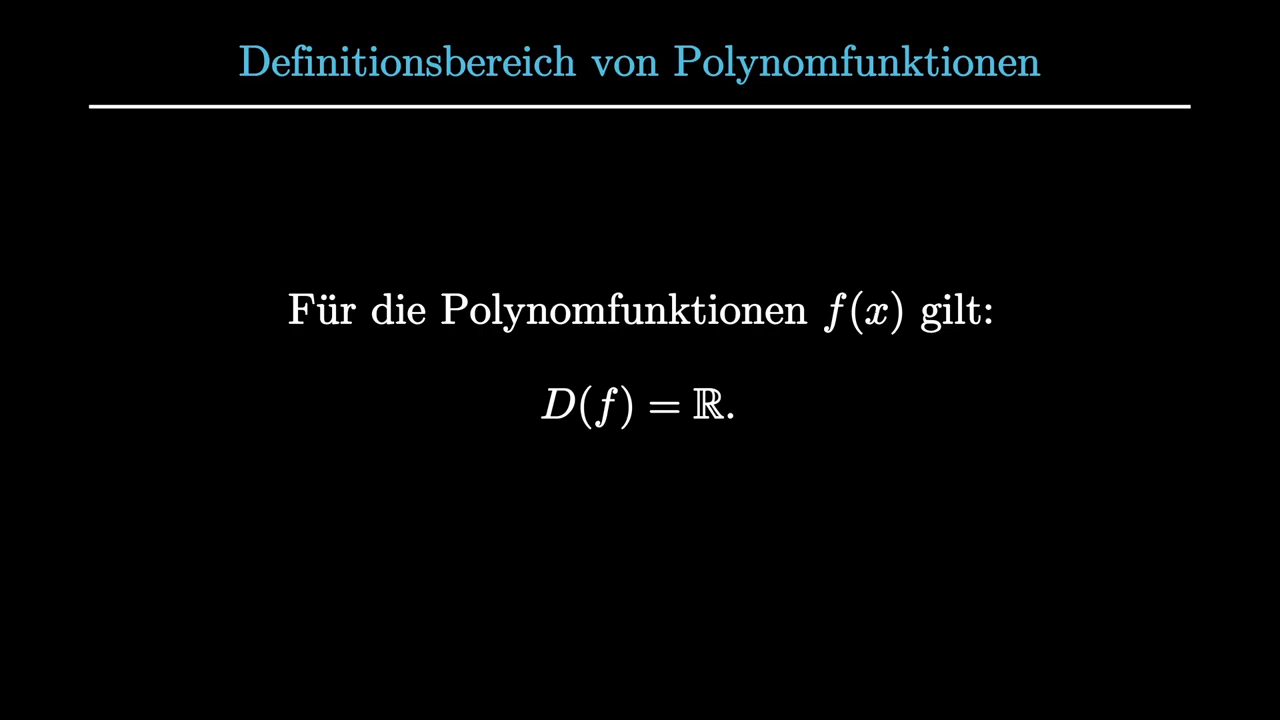 Definitionsbereich von Polynomfunktionen
Für die Polynomfunktionen f(x) gilt:
D(f) = ℝ.